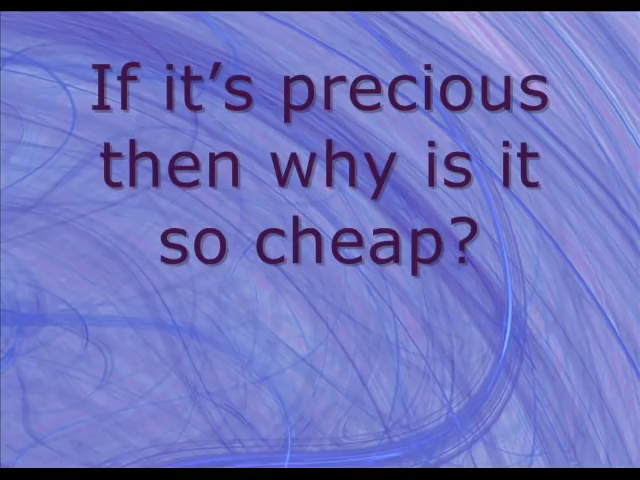 If it’s precious
then why is it
so cheap?